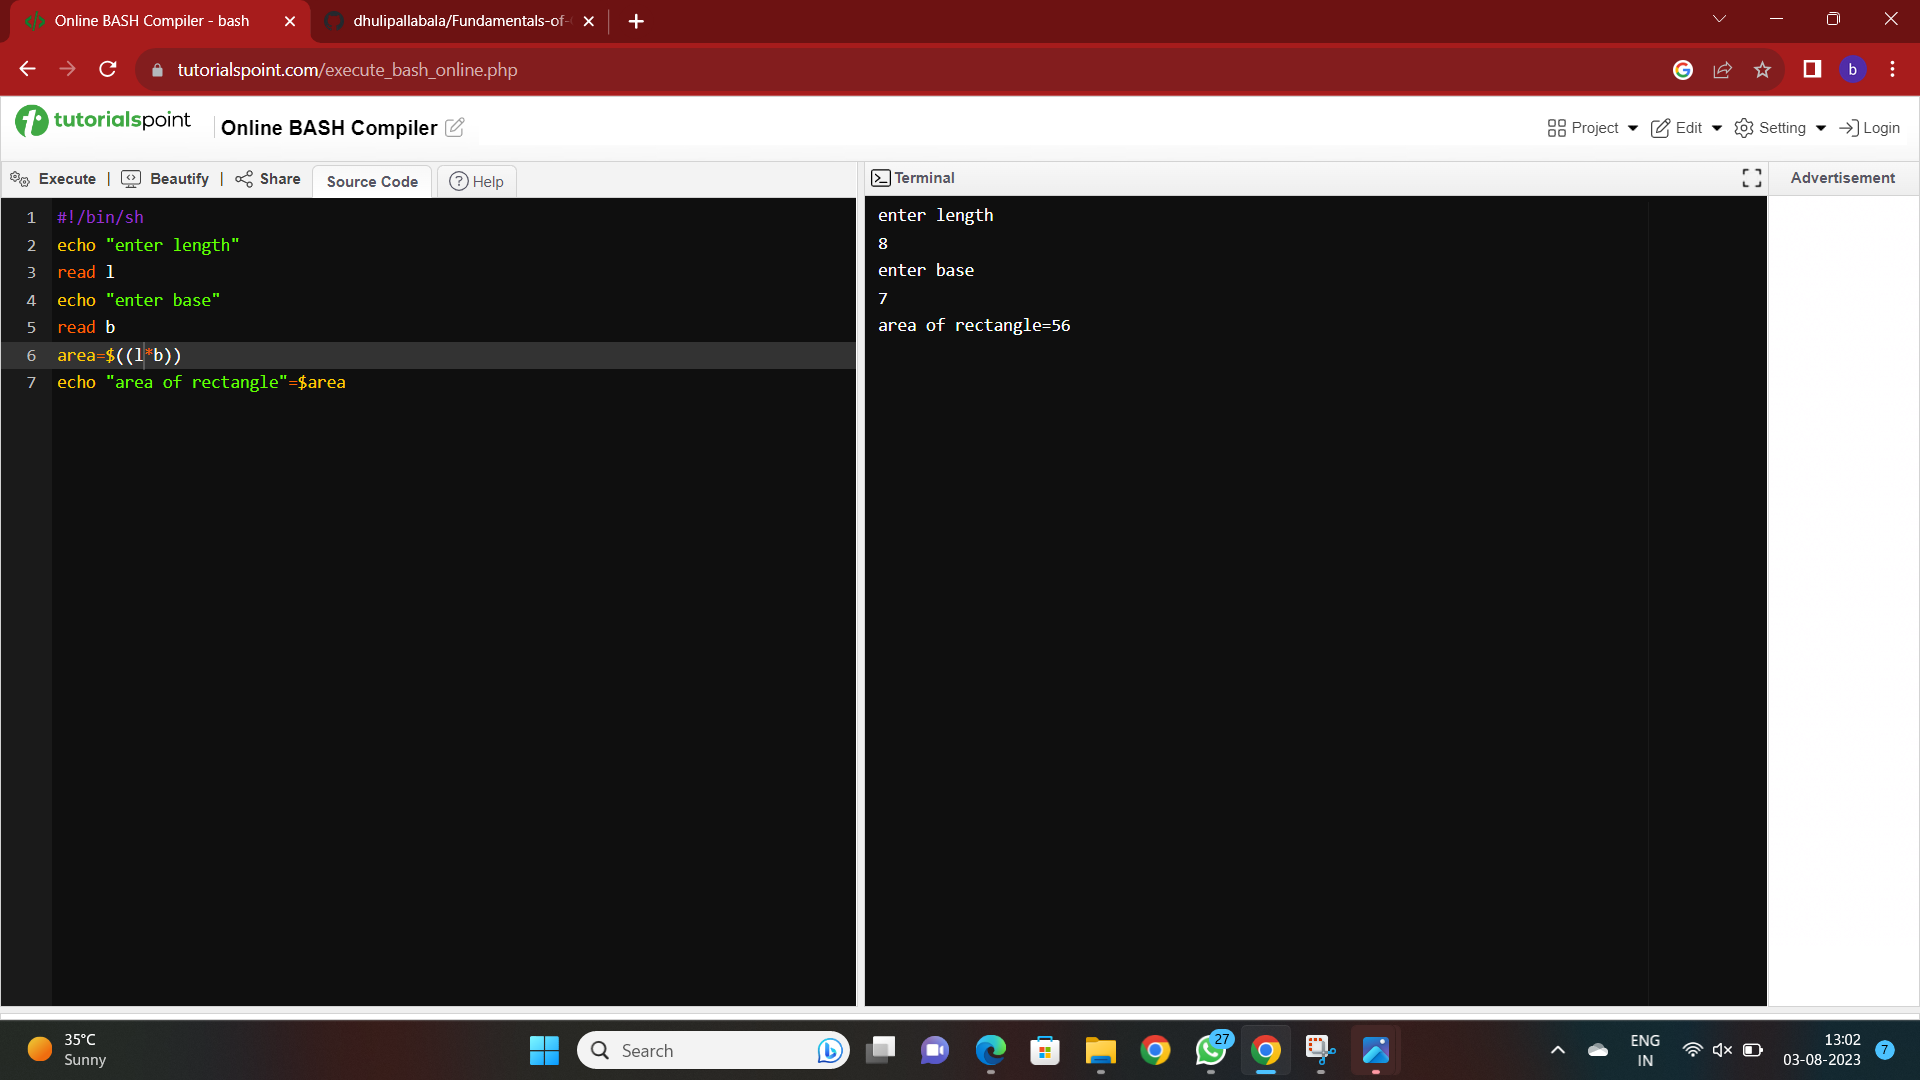 Online BASH Compiler - bash
dhulipallabala/Fundamentals-of-
tutorialspoint.com/execute_bash_online.php
b
tutorialspoint
Online BASH Compiler
Project
Edit
Setting
Login
Execute | Beautify | Share
Source Code
? Help
1 #!/bin/sh
2 echo "enter length"
3 read l
4 echo "enter base"
5 read b
6 area=$((l*b))
7 echo "area of rectangle"=$area
Terminal
enter length
8
enter base
7
area of rectangle=56
Advertisement
35°C
Sunny
Search
27
ENG
IN
13:02
03-08-2023
7